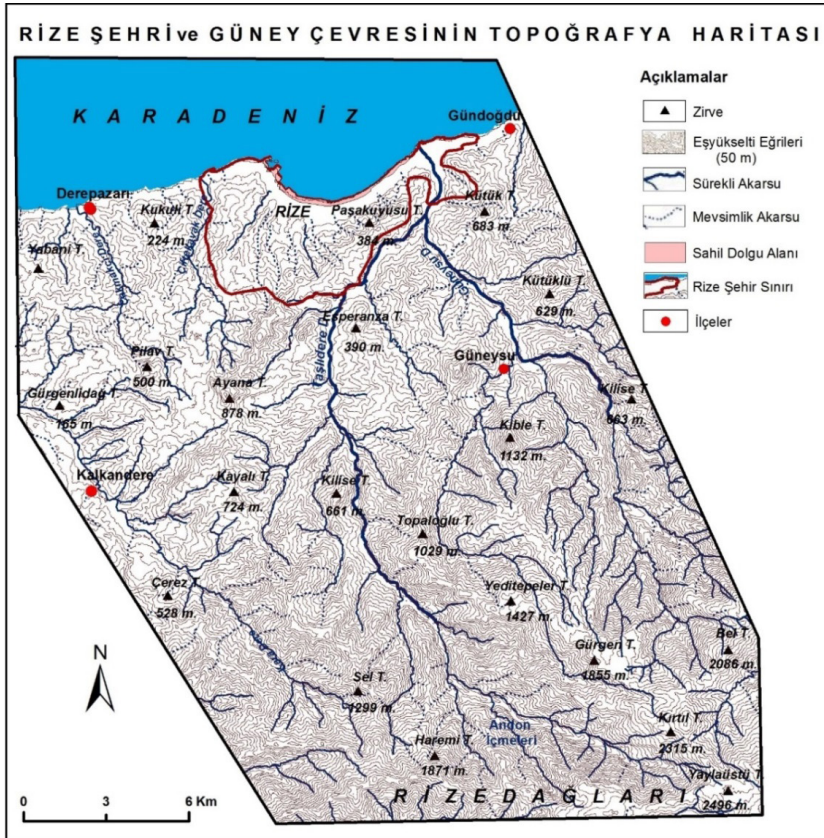 RİZE ŞEHRİ ve GÜNEY ÇEVRESİNİN TOPOĞRAFYA HARİTASI
KARADENİZ
Gündoğdu
Derepazarı
Kukuli T.
224 m.
RİZE
Paşakuyusu T.
384 m.
Kütük T.
683 m.
Yabani T.
Güneysu D.
Kütüklü T.
629 m.
Esperanza T.
390 m.
Taşlıdere D.
Pilav T.
500 m.
Güneysu
Ayana T.
878 m.
Gürgenlidağ T.
165 m.
Kilise T.
663 m.
Kible T.
1132 m.
Kalkandere
Kayalı T.
724 m.
Kilise T.
661 m.
Topaloğlu T.
1029 m.
Çerez T.
528 m.
Yeditepeler T.
1427 m.
Gürgen T.
1855 m.
Bel T.
2086 m.
Sel T.
1299 m.
Andon
İçmeleri
Kırtıl T.
2315 m.
Haremi T.
1871 m.
Yaylaüstü T.
2496 m.
RİZE DAĞLARI
N
0 3 6 Km
Açıklamalar
Zirve
Eşyükselti Eğrileri
(50 m)
Sürekli Akarsu
Mevsimlik Akarsu
Sahil Dolgu Alanı
Rize Şehir Sınırı
İlçeler